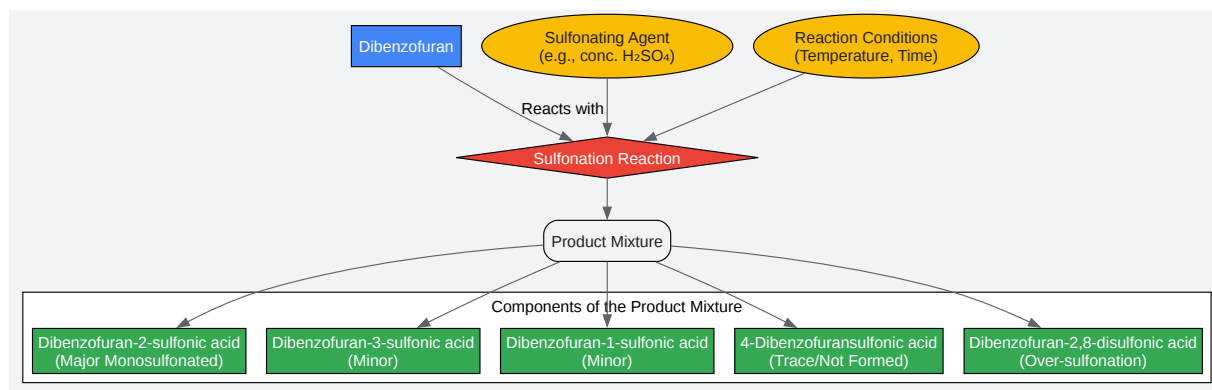 Dibenzofuran
Sulfonating Agent
(e.g., conc. H₂SO₄)
Reaction Conditions
(Temperature, Time)
Reacts with
Sulfonation Reaction
Product Mixture
Components of the Product Mixture
Dibenzofuran-2-sulfonic acid
(Major Monosulfonated)
Dibenzofuran-3-sulfonic acid
(Minor)
Dibenzofuran-1-sulfonic acid
(Minor)
4-Dibenzofuransulfonic acid
(Trace/Not Formed)
Dibenzofuran-2,8-disulfonic acid
(Over-sulfonation)